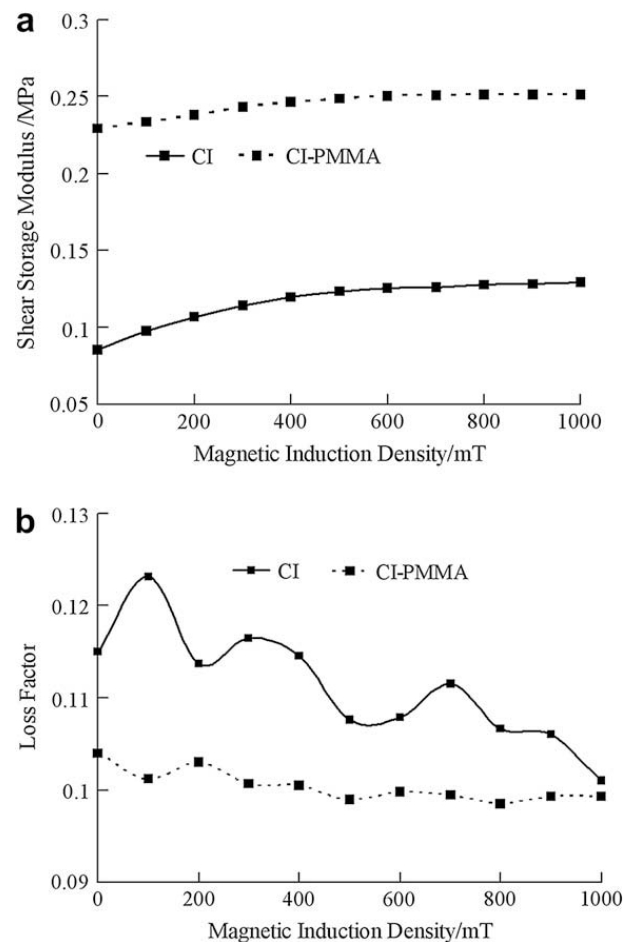 a
0.3
0.25
0.2
0.15
0.1
0.05
Shear Storage Modulus /MPa
CI CI-PMMA
0 200 400 600 800 1000
Magnetic Induction Density/mT
b
0.13
0.12
0.11
0.1
0.09
Loss Factor
CI CI-PMMA
0 200 400 600 800 1000
Magnetic Induction Density/mT